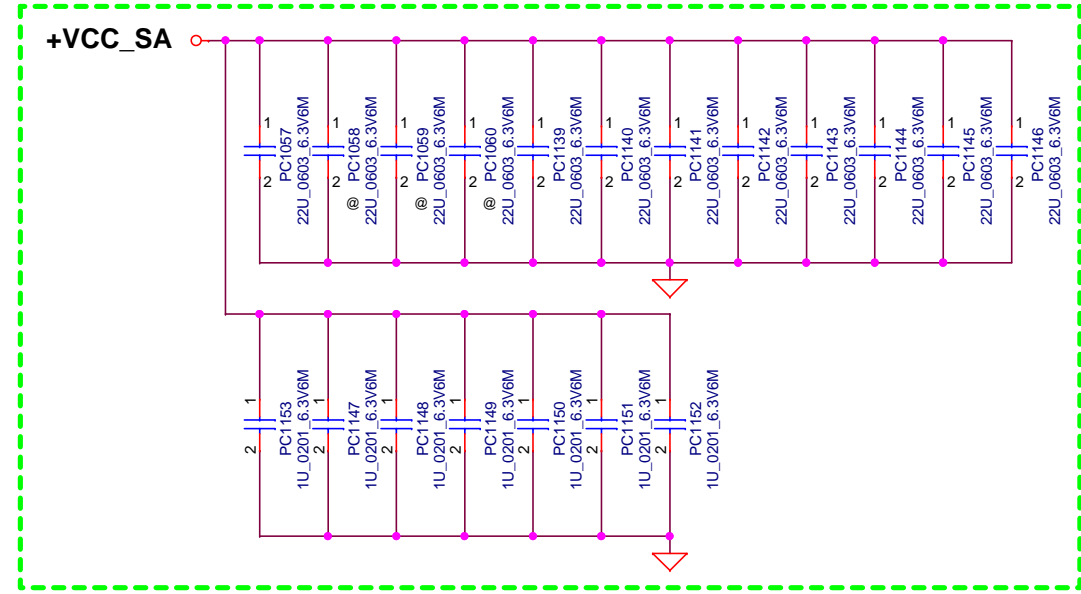 +VCC_SA
1
2
PC1057
22U_0603_6.3V6M
1
2
@
PC1058
22U_0603_6.3V6M
1
2
@
PC1059
22U_0603_6.3V6M
1
2
@
PC1060
22U_0603_6.3V6M
1
2
PC1139
22U_0603_6.3V6M
1
2
PC1140
22U_0603_6.3V6M
1
2
PC1141
22U_0603_6.3V6M
1
2
PC1142
22U_0603_6.3V6M
1
2
PC1143
22U_0603_6.3V6M
1
2
PC1144
22U_0603_6.3V6M
1
2
PC1145
22U_0603_6.3V6M
1
2
PC1146
22U_0603_6.3V6M
1
2
PC1153
1U_0201_6.3V6M
1
2
PC1147
1U_0201_6.3V6M
1
2
PC1148
1U_0201_6.3V6M
1
2
PC1149
1U_0201_6.3V6M
1
2
PC1150
1U_0201_6.3V6M
1
2
PC1151
1U_0201_6.3V6M
1
2
PC1152
1U_0201_6.3V6M